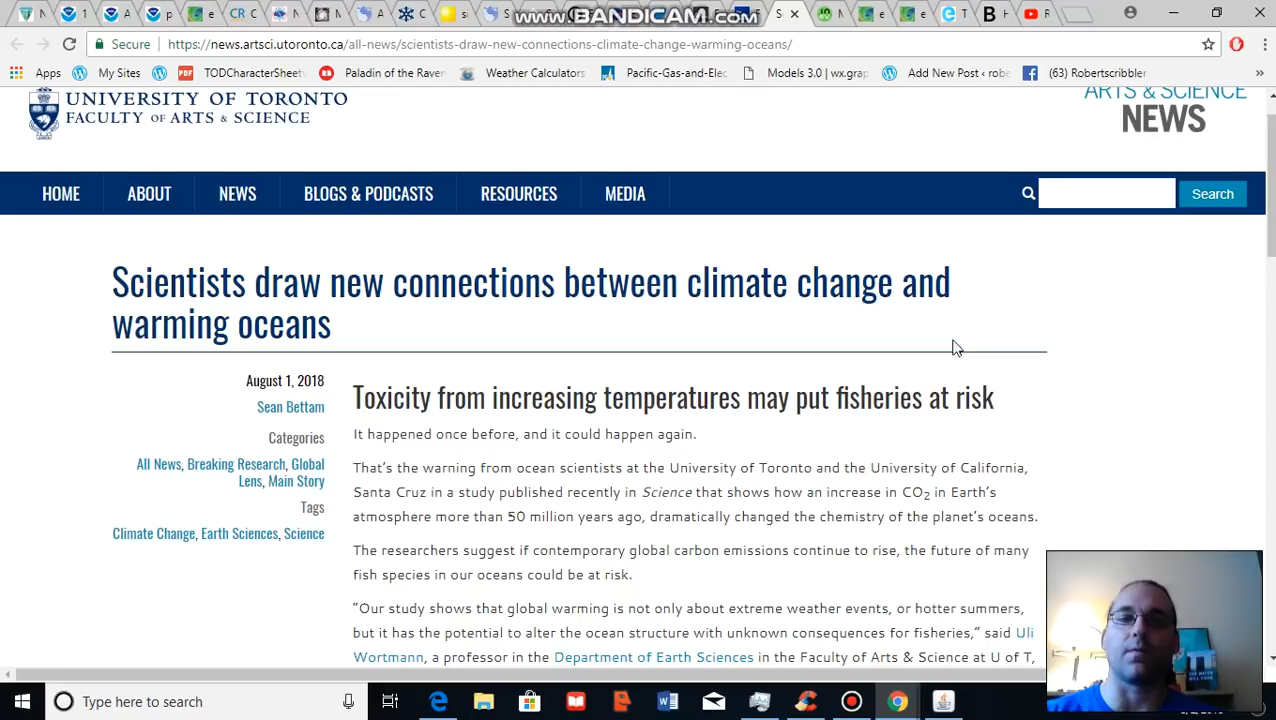 www.BANDICAM.com
Secure
https://news.artsci.utoronto.ca/all-news/scientists-draw-new-connections-climate-change-warming-oceans/
Apps My Sites TODCharacterSheet Paladin of the Raven Weather Calculators Pacific-Gas-and-Elec Models 3.0 | wx.grap Add New Post ‹ robe (63) Robertscribbler »
UNIVERSITY OF TORONTO
FACULTY OF ARTS & SCIENCE
ARTS & SCIENCE
NEWS
HOME ABOUT NEWS BLOGS & PODCASTS RESOURCES MEDIA Search
Scientists draw new connections between climate change and
warming oceans
August 1, 2018
Sean Bettam
Categories
All News, Breaking Research, Global
Lens, Main Story
Tags
Climate Change, Earth Sciences, Science
Toxicity from increasing temperatures may put fisheries at risk
It happened once before, and it could happen again.
That's the warning from ocean scientists at the University of Toronto and the University of California,
Santa Cruz in a study published recently in Science that shows how an increase in CO2 in Earth's
atmosphere more than 50 million years ago, dramatically changed the chemistry of the planet's oceans.
The researchers suggest if contemporary global carbon emissions continue to rise, the future of many
fish species in our oceans could be at risk.
"Our study shows that global warming is not only about extreme weather events, or hotter summers,
but it has the potential to alter the ocean structure with unknown consequences for fisheries," said Uli
Wortmann, a professor in the Department of Earth Sciences in the Faculty of Arts & Science at U of T,
Type here to search